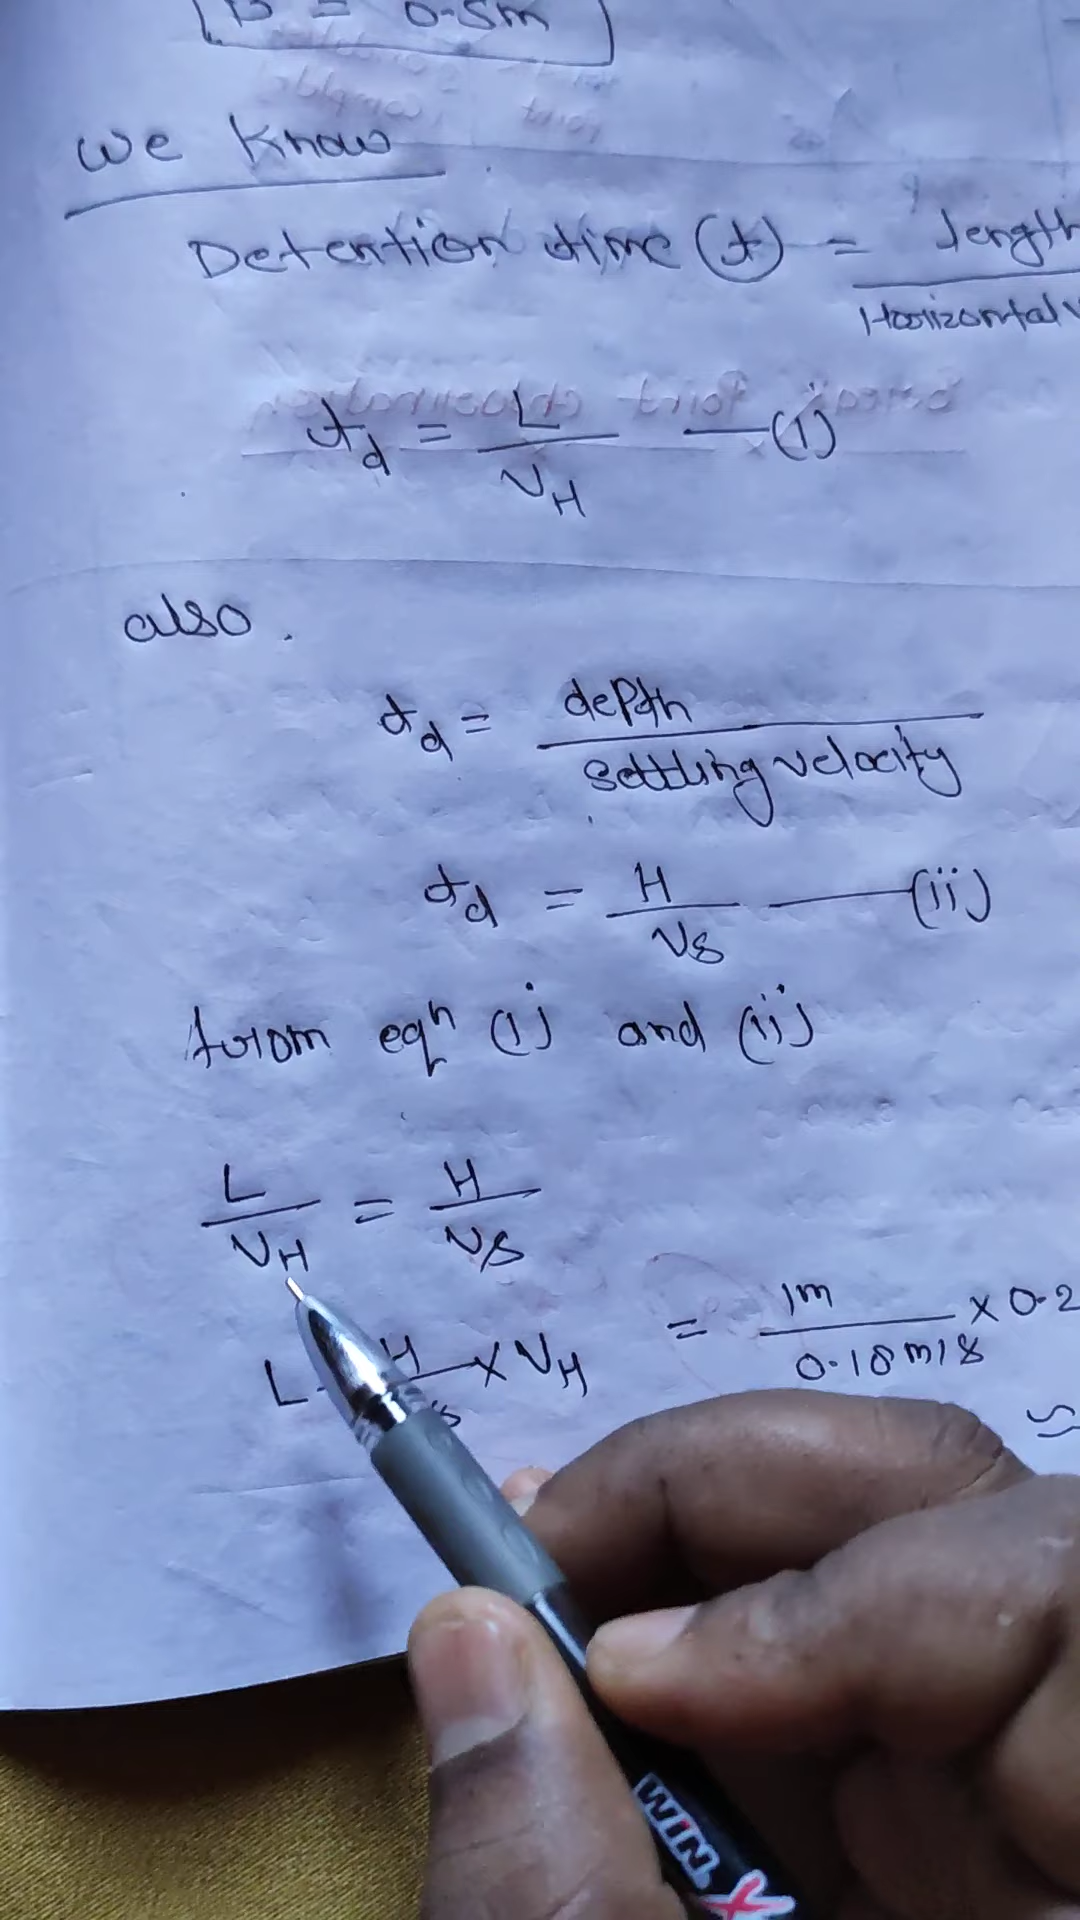 B = 0.5m
We Know
Detention time (t) = length
Horizontal v
td = L / VH —(i)
also.
td = depth / settling velocity
td = H / Vs —(ii)
from eqn (i) and (ii)
L / VH = H / Vs
L H / s × VH = 1m / 0.18 m/s × 0.2
≈
WIN